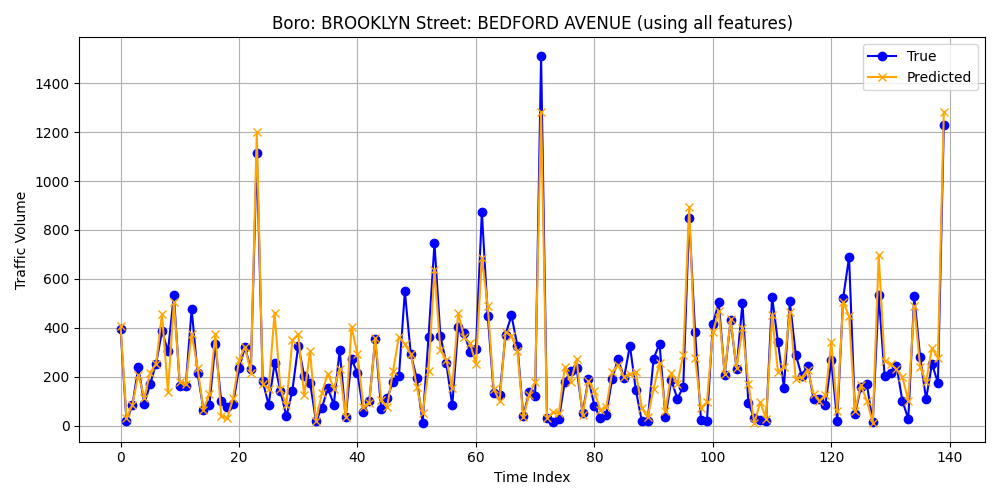 Boro: BROOKLYN Street: BEDFORD AVENUE (using all features)
True
Predicted
1400
1200
1000
800
600
400
200
0
Traffic Volume
0 20 40 60 80 100 120 140
Time Index